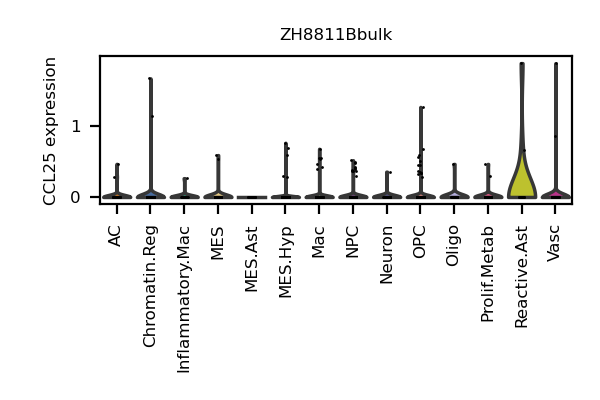 ZH8811Bbulk
CCL25 expression
1
0
AC
Chromatin.Reg
Inflammatory.Mac
MES
MES.Ast
MES.Hyp
Mac
NPC
Neuron
OPC
Oligo
Prolif.Metab
Reactive.Ast
Vasc